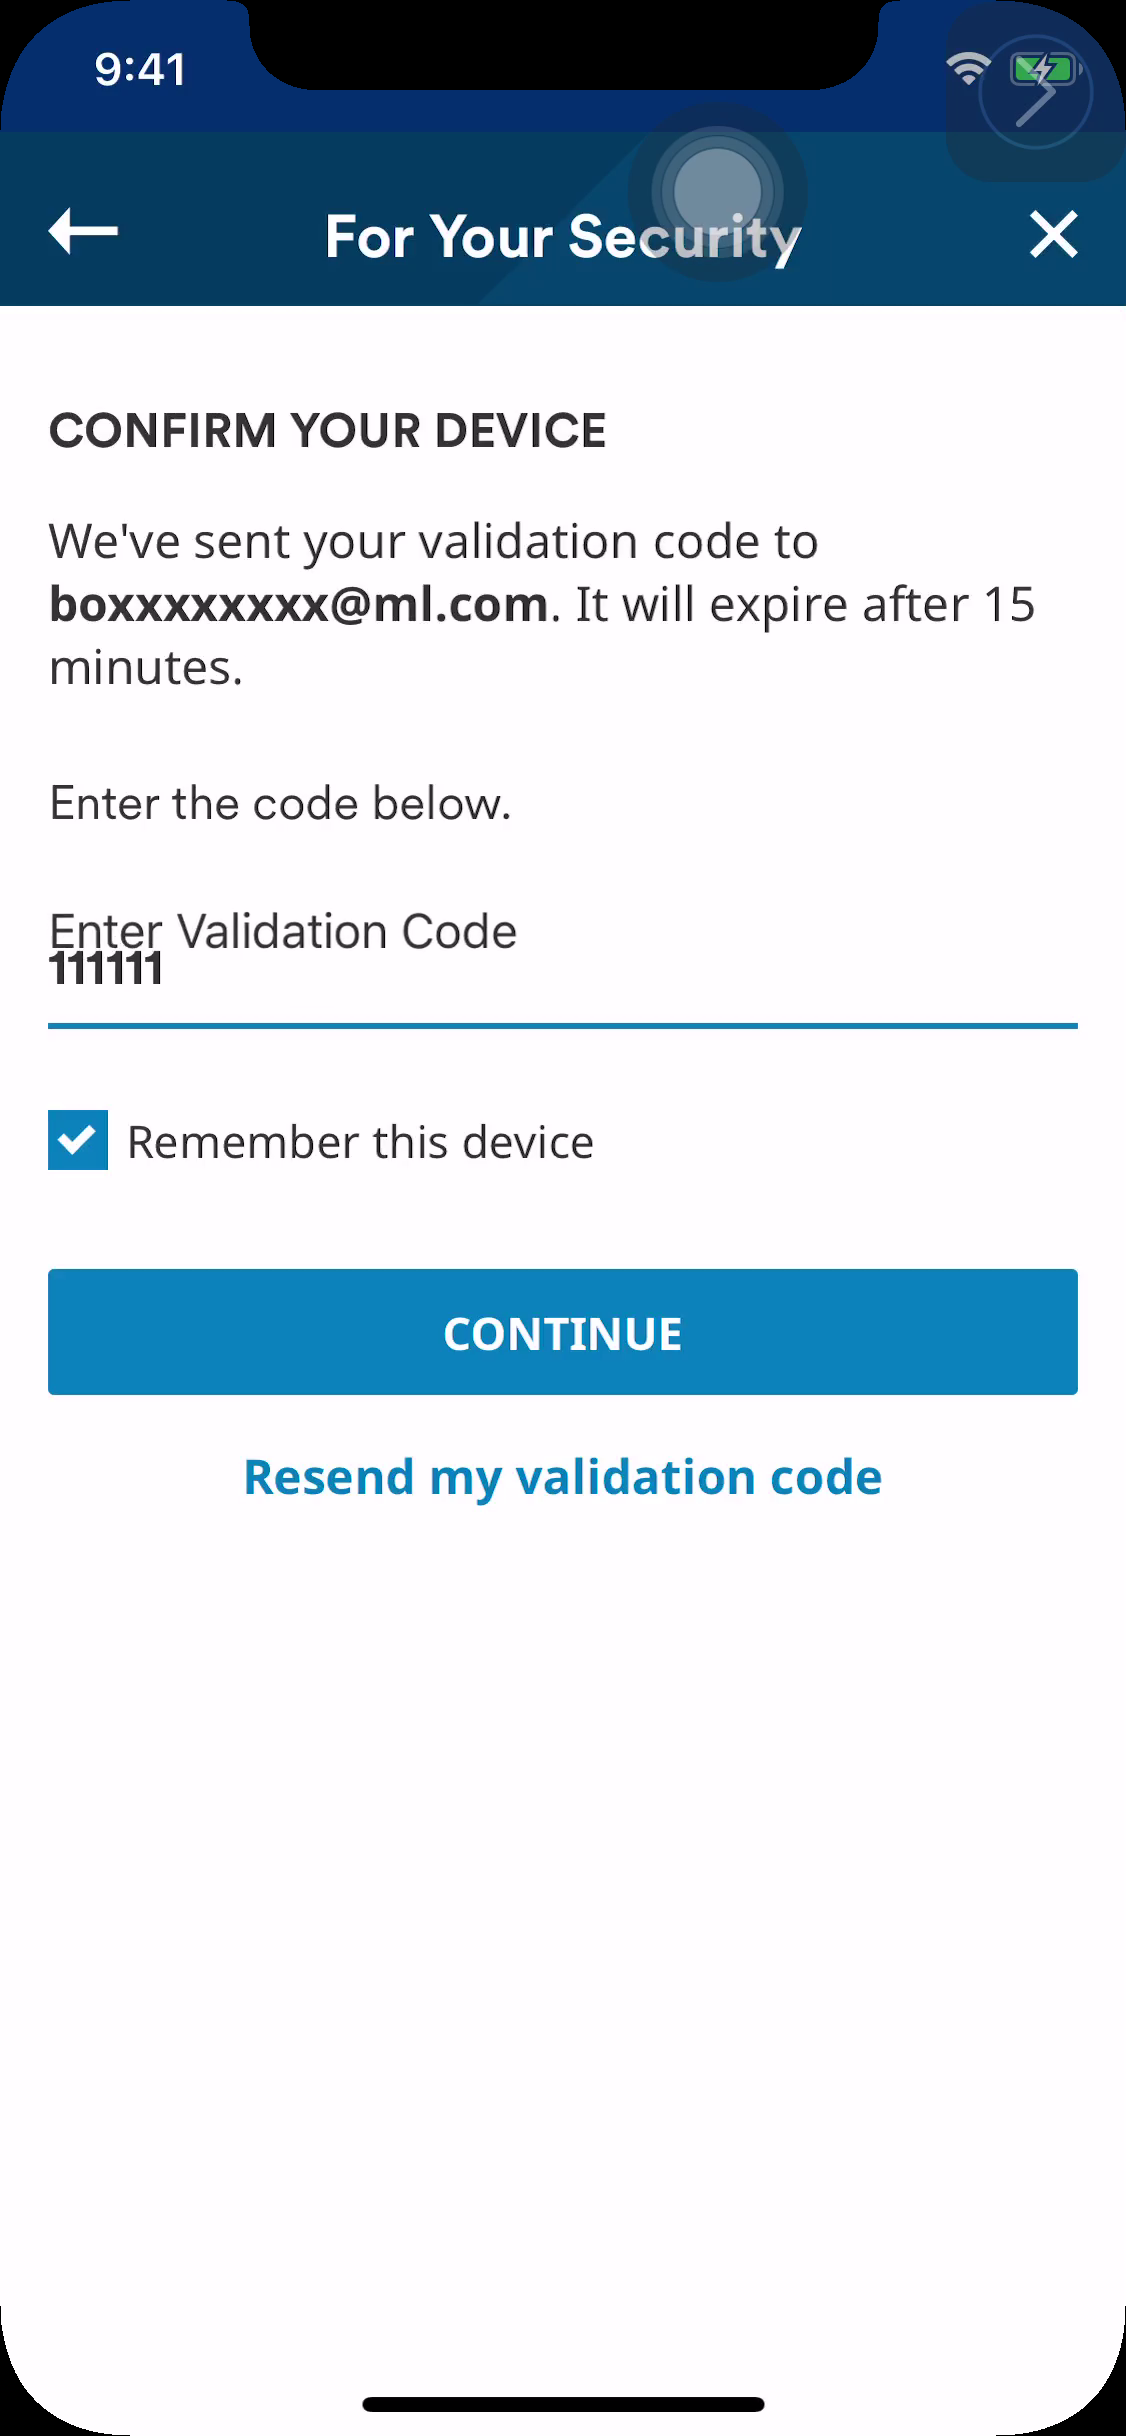 9:41
For Your Security
CONFIRM YOUR DEVICE
We've sent your validation code to
boxxxxxxxx@ml.com. It will expire after 15
minutes.
Enter the code below.
Enter Validation Code
111111
Remember this device
CONTINUE
Resend my validation code